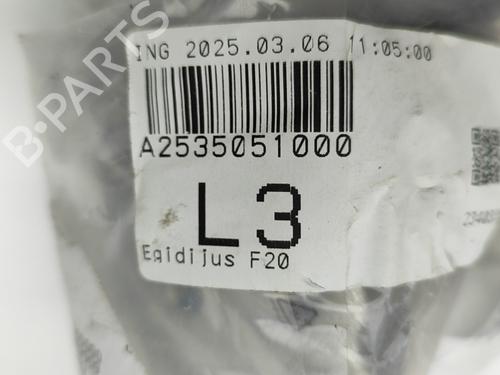 ING 2025.03.06 11:05:00
A2535051000
L3
Egidijus F20
B-PARTS